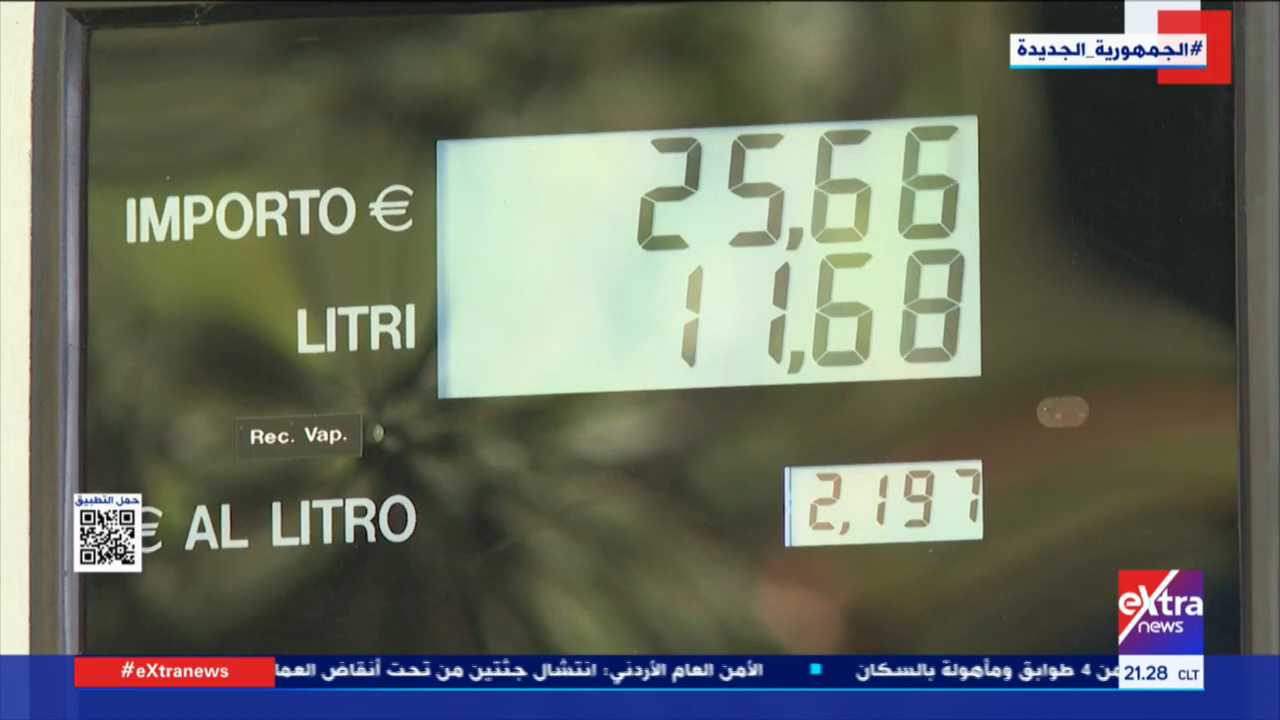 #الجمهورية_الجديدة
IMPORTO € 25,66
LITRI 11,68
Rec. Vap.
€ AL LITRO 2,197
حمل التطبيق
eXtra
news
#eXtranews
من 4 طوابق ومأهولة بالسكان ■ الأمن العام الأردني: انتشال جثتين من تحت أنقاض
21.28 CLT